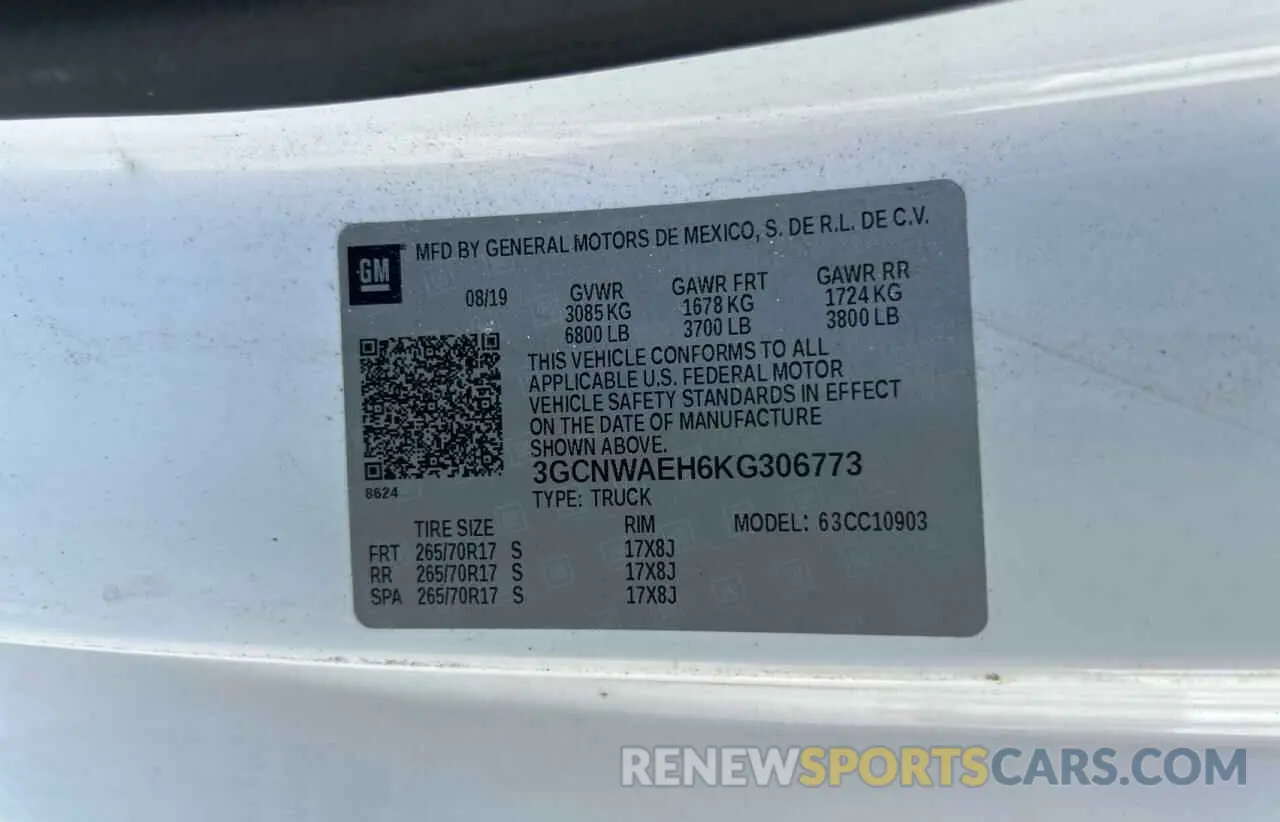 GM
MFD BY GENERAL MOTORS DE MEXICO, S. DE R.L. DE C.V.
08/19
GVWR
3085 KG
6800 LB
GAWR FRT
1678 KG
3700 LB
GAWR RR
1724 KG
3800 LB
THIS VEHICLE CONFORMS TO ALL
APPLICABLE U.S. FEDERAL MOTOR
VEHICLE SAFETY STANDARDS IN EFFECT
ON THE DATE OF MANUFACTURE
SHOWN ABOVE.
8624
3GCNWAEH6KG306773
TYPE: TRUCK
TIRE SIZE RIM MODEL: 63CC10903
FRT 265/70R17 S 17X8J
RR 265/70R17 S 17X8J
SPA 265/70R17 S 17X8J
RENEWSPORTSCARS.COM